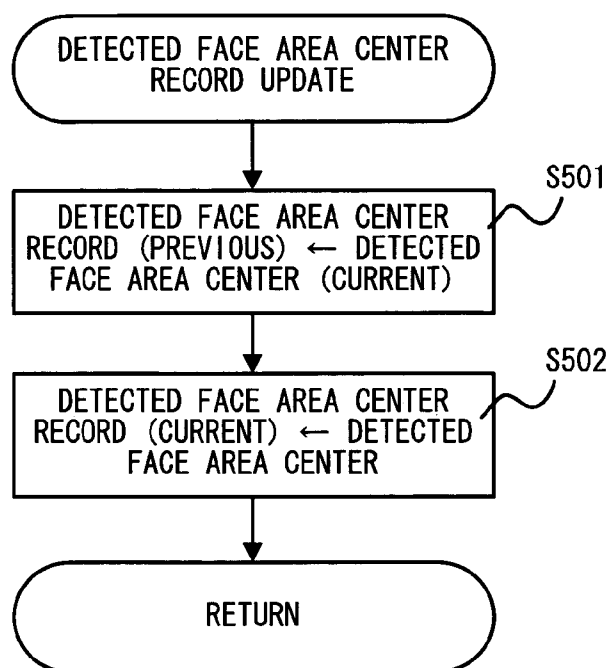 DETECTED FACE AREA CENTER
RECORD UPDATE
S501
DETECTED FACE AREA CENTER
RECORD (PREVIOUS) ← DETECTED
FACE AREA CENTER (CURRENT)
S502
DETECTED FACE AREA CENTER
RECORD (CURRENT) ← DETECTED
FACE AREA CENTER
RETURN